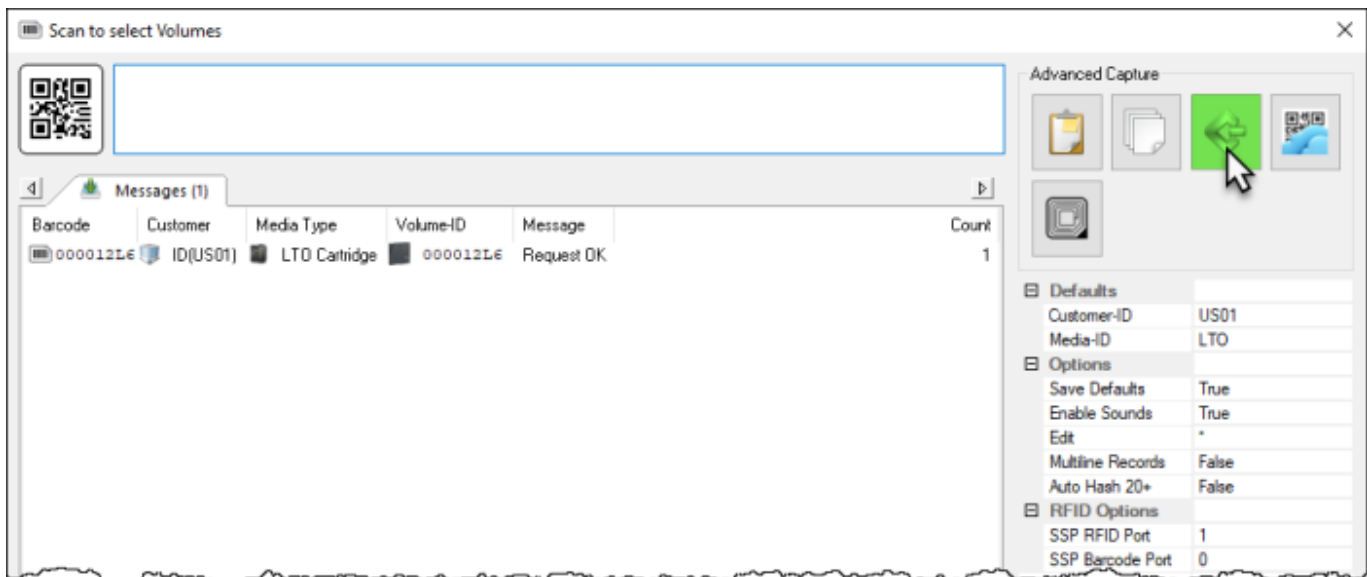 Scan to select Volumes
Advanced Capture
Messages (1)
Barcode Customer Media Type Volume-ID Message Count
000012L6 ID(US01) LTO Cartridge 000012L6 Request OK 1
Defaults
Customer-ID US01
Media-ID LTO
Options
Save Defaults True
Enable Sounds True
Edit *
Multiline Records False
Auto Hash 20+ False
RFID Options
SSP RFID Port 1
SSP Barcode Port 0